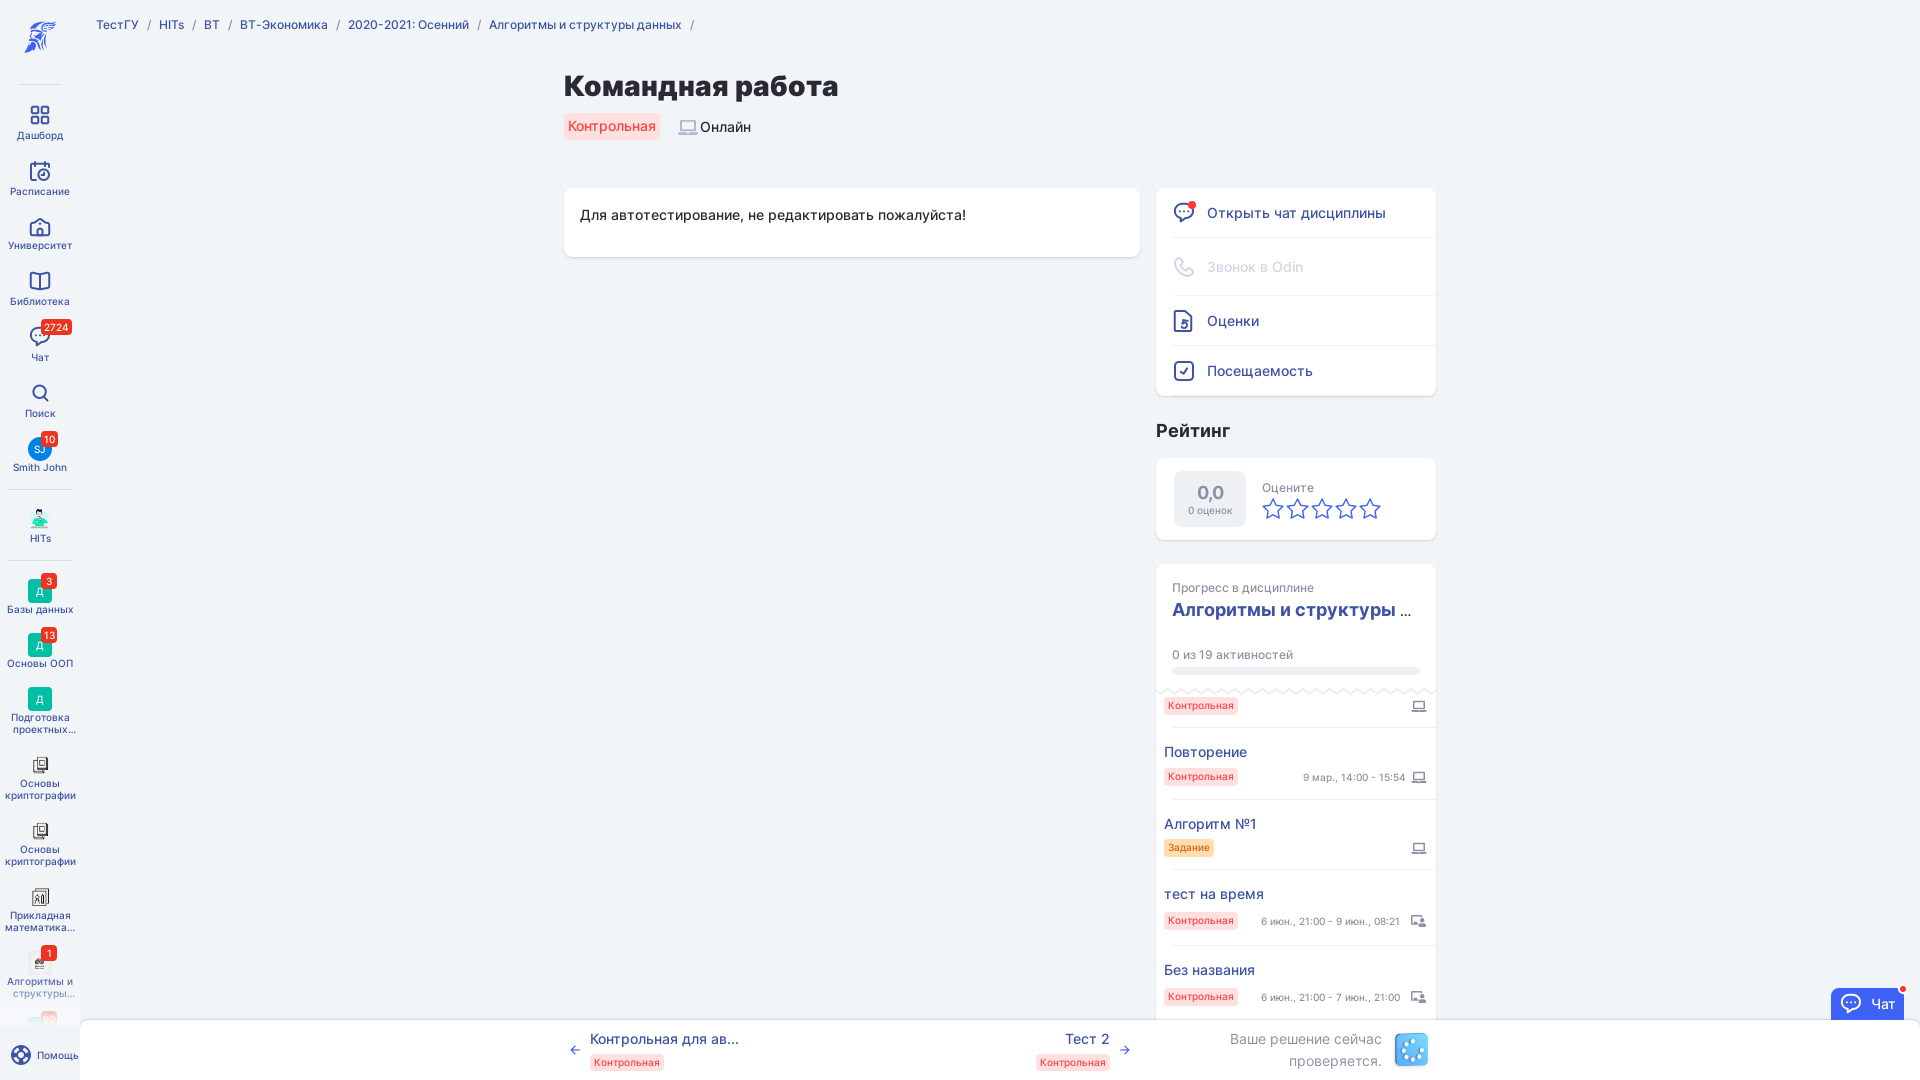 ТестГУ / HITs / ВТ / ВТ-Экономика / 2020-2021: Осенний / Алгоритмы и структуры данных /
Командная работа
Контрольная
Онлайн
Для автотестирование, не редактировать пожалуйста!
Дашборд
Расписание
Университет
Библиотека
2724
Чат
Поиск
10
SJ
Smith John
HITs
3
Д
Базы данных
13
Д
Основы ООП
Д
Подготовка
проектных...
Основы
криптографии
Основы
криптографии
Прикладная
математика...
1
Алгоритмы и
структуры...
Помощь
Открыть чат дисциплины
Звонок в Odin
Оценки
Посещаемость
Рейтинг
0,0
0 оценок
Оцените
Прогресс в дисциплине
Алгоритмы и структуры ...
0 из 19 активностей
Контрольная
Повторение
Контрольная
9 мар., 14:00 - 15:54
Алгоритм №1
Задание
тест на время
Контрольная
6 июн., 21:00 - 9 июн., 08:21
Без названия
Контрольная
6 июн., 21:00 - 7 июн., 21:00
Чат
Контрольная для ав...
Контрольная
Тест 2
Контрольная
Ваше решение сейчас
проверяется.